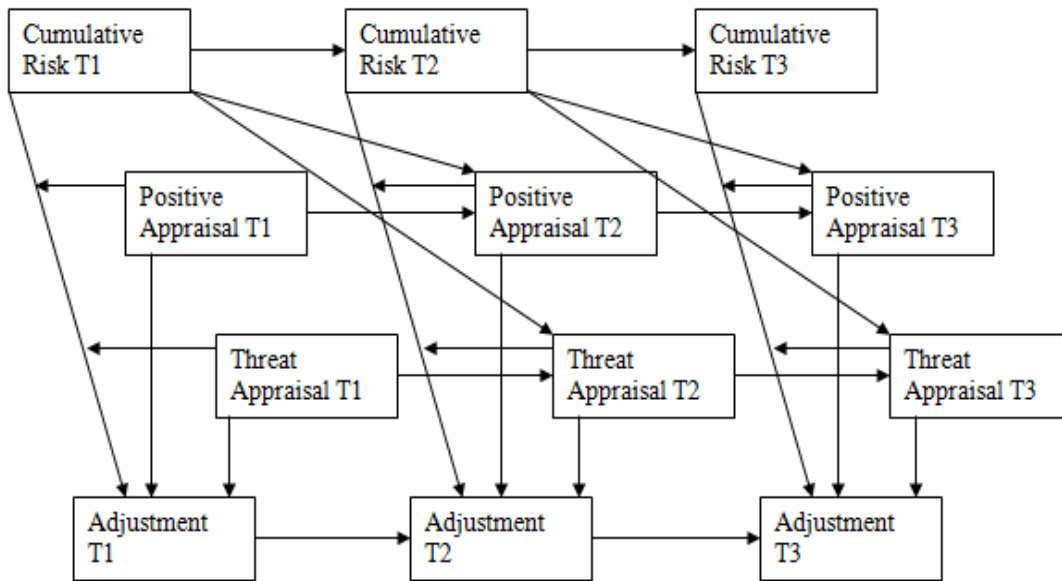 Cumulative
Risk T1
Cumulative
Risk T2
Cumulative
Risk T3
Positive
Appraisal T1
Positive
Appraisal T2
Positive
Appraisal T3
Threat
Appraisal T1
Threat
Appraisal T2
Threat
Appraisal T3
Adjustment
T1
Adjustment
T2
Adjustment
T3